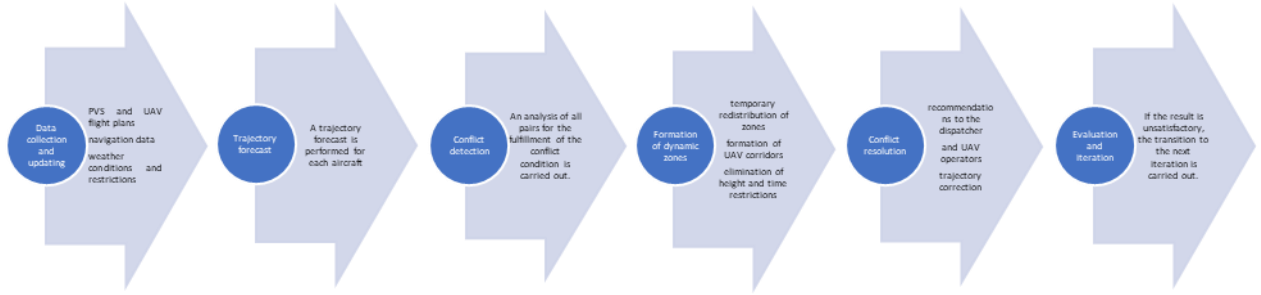 Data
collection
and
updating
PVS and UAV
flight plans
navigation data
weather
conditions and
restrictions
Trajectory
forecast
A trajectory
forecast is
performed for
each aircraft
Conflict
detection
An analysis of all
pairs for the
fulfillment of the
conflict
condition is
carried out.
Formation
of dynamic
zones
temporary
redistribution of
zones
formation of
UAV corridors
elimination of
height and time
restrictions
Conflict
resolution
recommendatio
ns to the
dispatcher
and UAV
operators
trajectory
correction
Evaluation
and
iteration
If the result is
unsatisfactory,
the transition to
the next
iteration is
carried out.